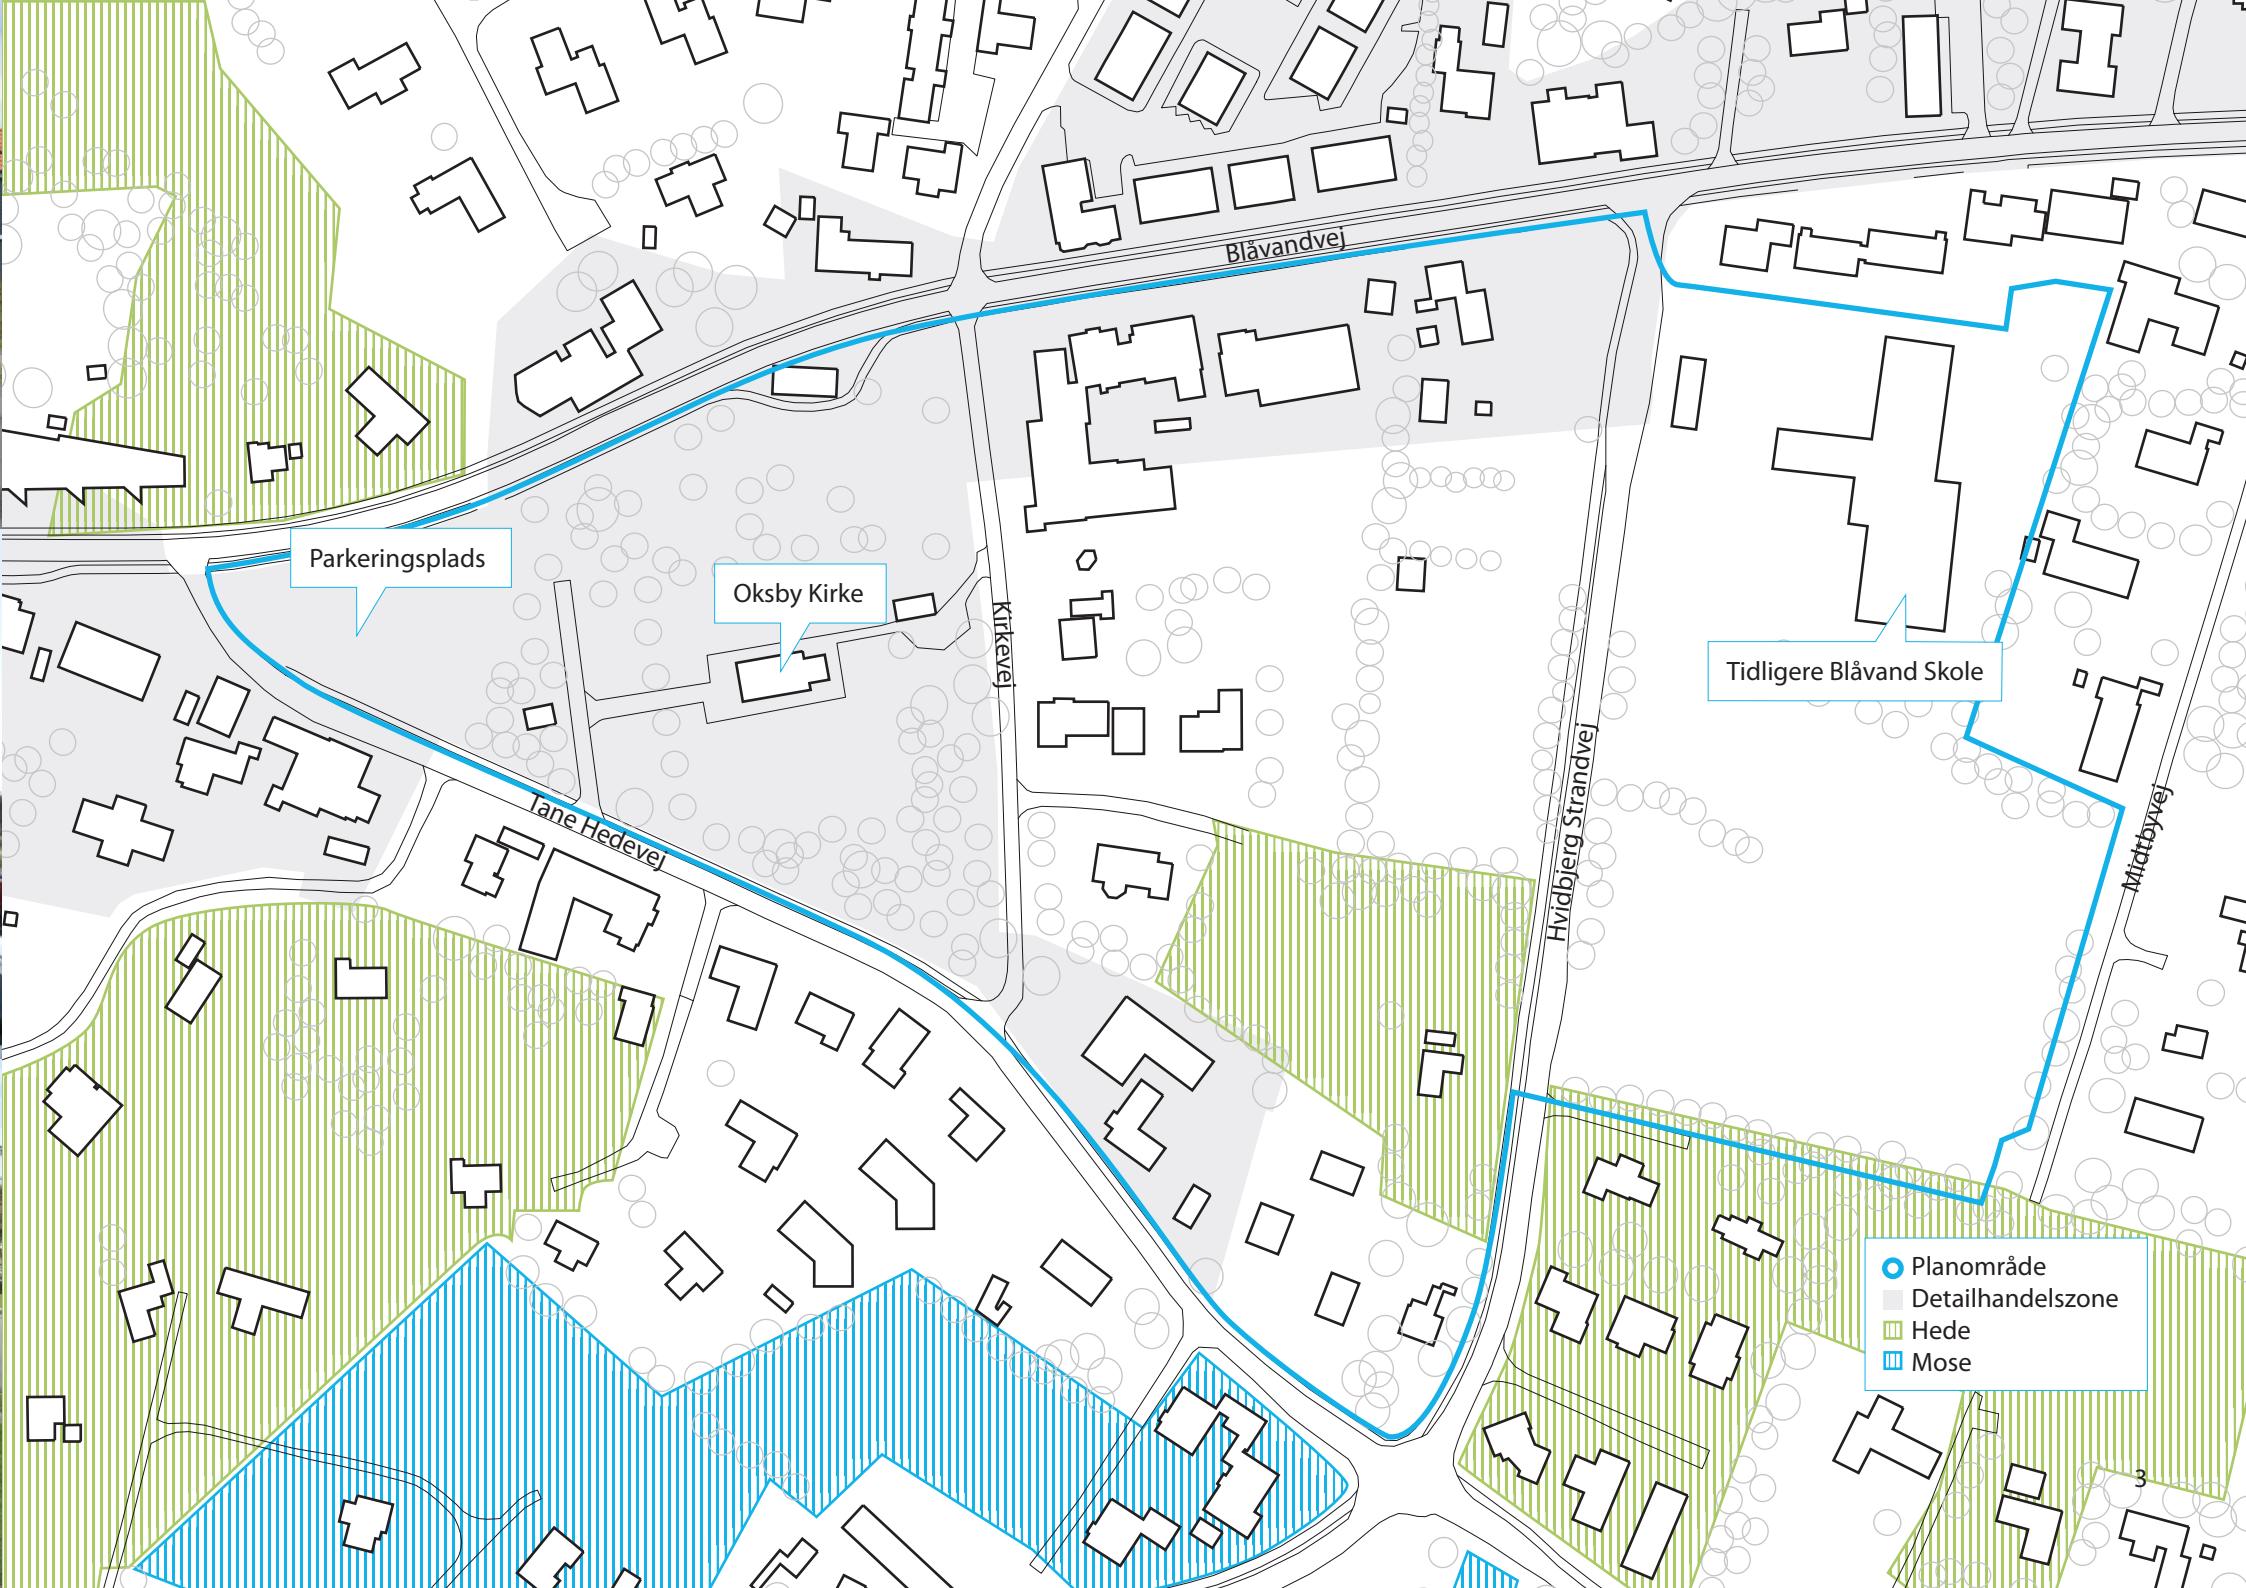 Blåvandvej
Parkeringsplads
Oksby Kirke
Kirkevej
Tidligere Blåvand Skole
Hvidbjerg Strandvej
Tane Hedevej
Midtbyvej
Planområde
Detailhandelszone
Hede
Mose
3